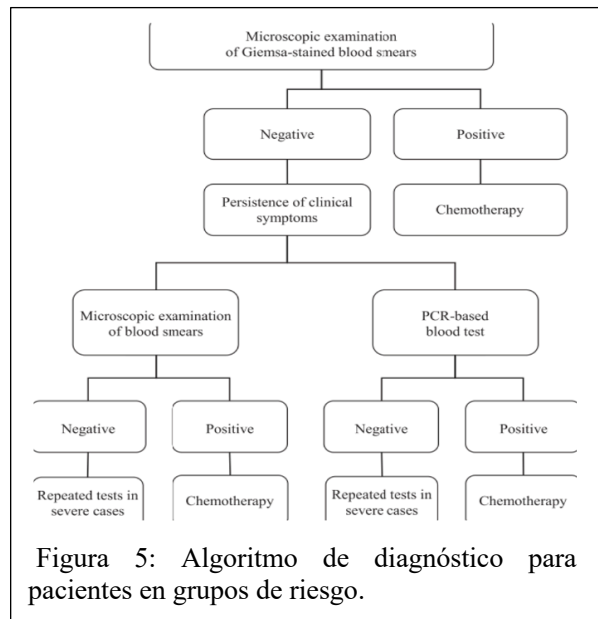 Microscopic examination
of Giemsa-stained blood smears
Negative
Positive
Persistence of clinical
symptoms
Chemotherapy
Microscopic examination
of blood smears
PCR-based
blood test
Negative
Positive
Negative
Positive
Repeated tests in
severe cases
Chemotherapy
Repeated tests in
severe cases
Chemotherapy
Figura 5: Algoritmo de diagnóstico para
pacientes en grupos de riesgo.